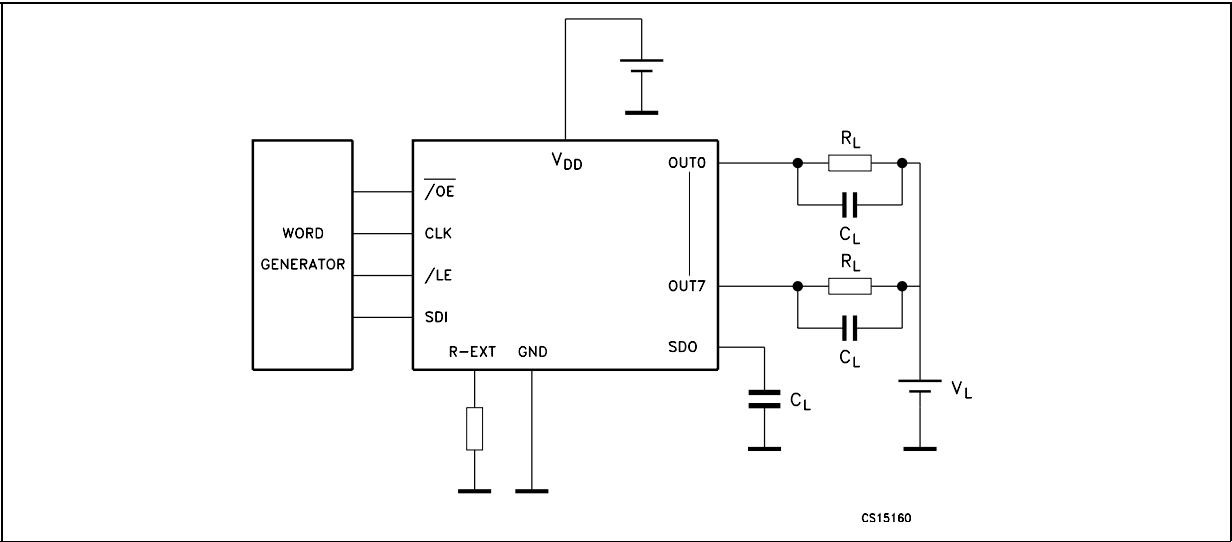 V_DD
WORD
GENERATOR
/OE
CLK
/LE
SDI
R-EXT
GND
OUT0
OUT7
SDO
R_L
C_L
R_L
C_L
C_L
V_L
CS15160